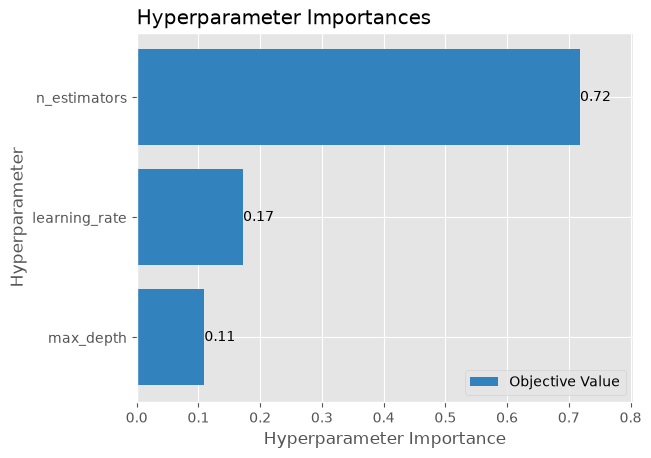 Hyperparameter Importances
Hyperparameter
n_estimators
0.72
learning_rate
0.17
max_depth
0.11
Objective Value
0.0 0.1 0.2 0.3 0.4 0.5 0.6 0.7 0.8
Hyperparameter Importance